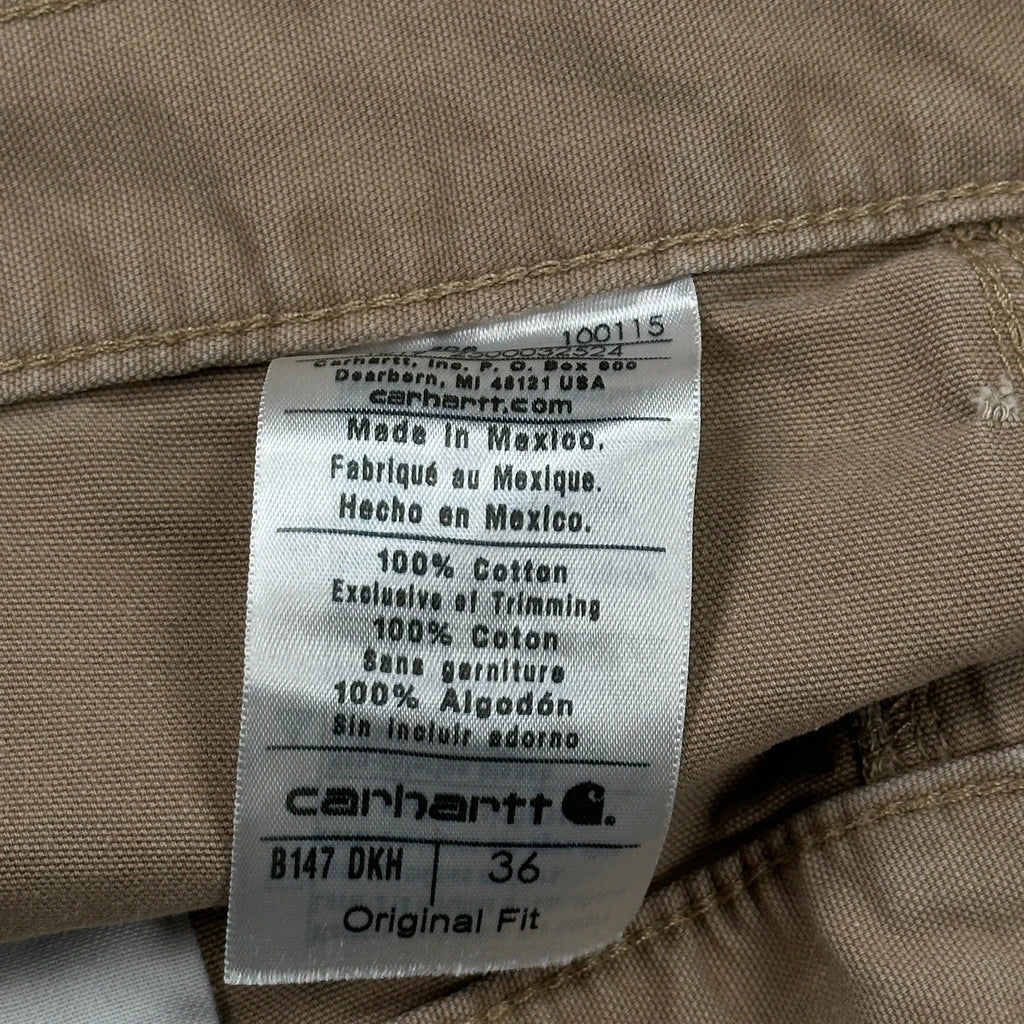 100115
Carhartt, Inc. P. O. Box 600
Dearborn, MI 48121 USA
carhartt.com
Made in Mexico.
Fabriqué au Mexique.
Hecho en Mexico.
100% Cotton
Exclusive of Trimming
100% Coton
Sans garniture
100% Algodón
Sin incluir adorno
carhartt
B147 DKH 36
Original Fit